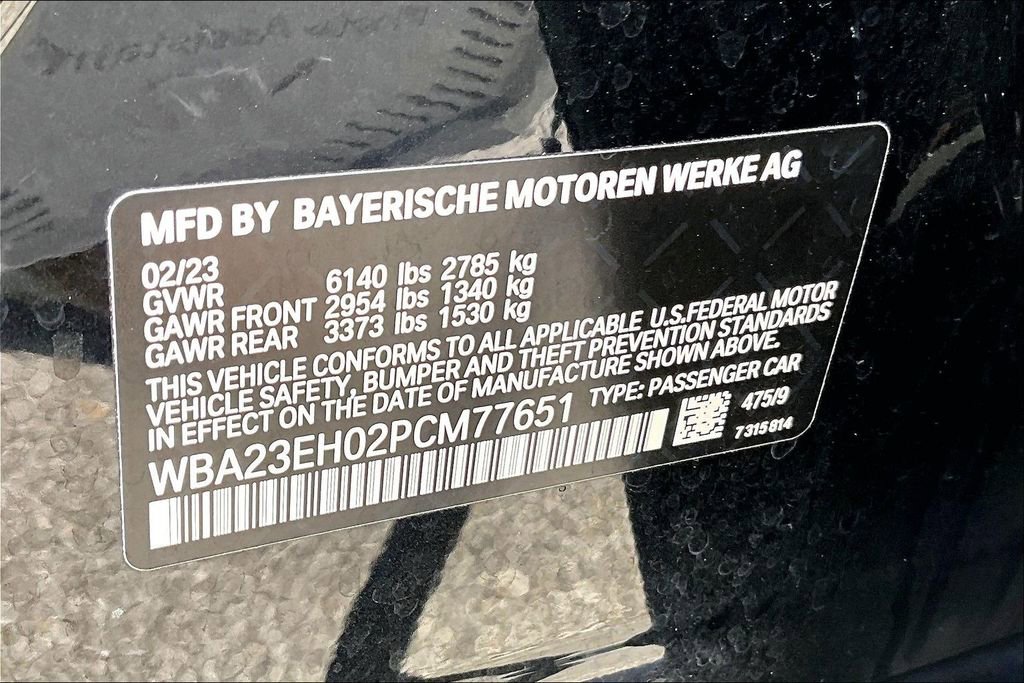 MFD BY BAYERISCHE MOTOREN WERKE AG
02/23
GVWR 6140 lbs 2785 kg
GAWR FRONT 2954 lbs 1340 kg
GAWR REAR 3373 lbs 1530 kg
THIS VEHICLE CONFORMS TO ALL APPLICABLE U.S.FEDERAL MOTOR
VEHICLE SAFETY, BUMPER AND THEFT PREVENTION STANDARDS
IN EFFECT ON THE DATE OF MANUFACTURE SHOWN ABOVE.
WBA23EH02PCM77651 TYPE: PASSENGER CAR
475/9
7315814